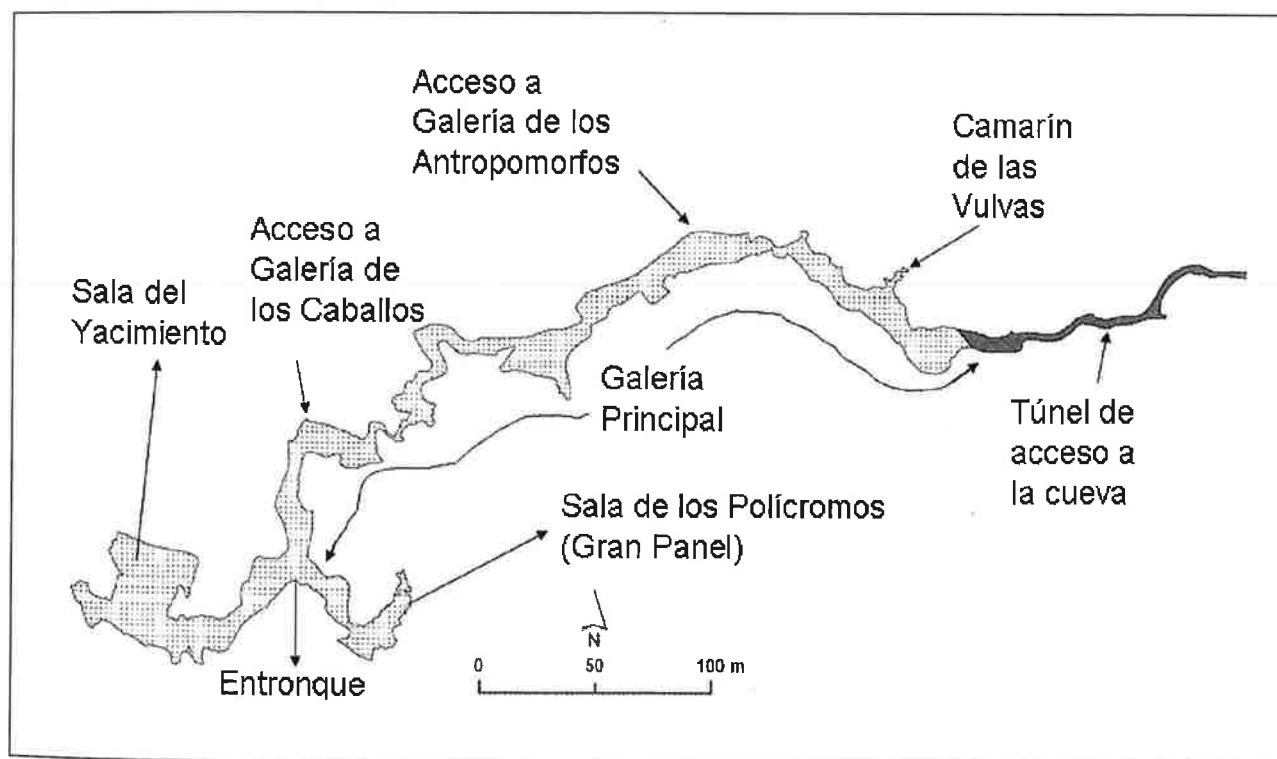 Acceso a
Galería de los
Antropomorfos
Camarín
de las
Vulvas
Acceso a
Galería de
los Caballos
Sala del
Yacimiento
Galería
Principal
Túnel de
acceso a
la cueva
Sala de los Polícromos
(Gran Panel)
N
0 50 100 m
Entronque